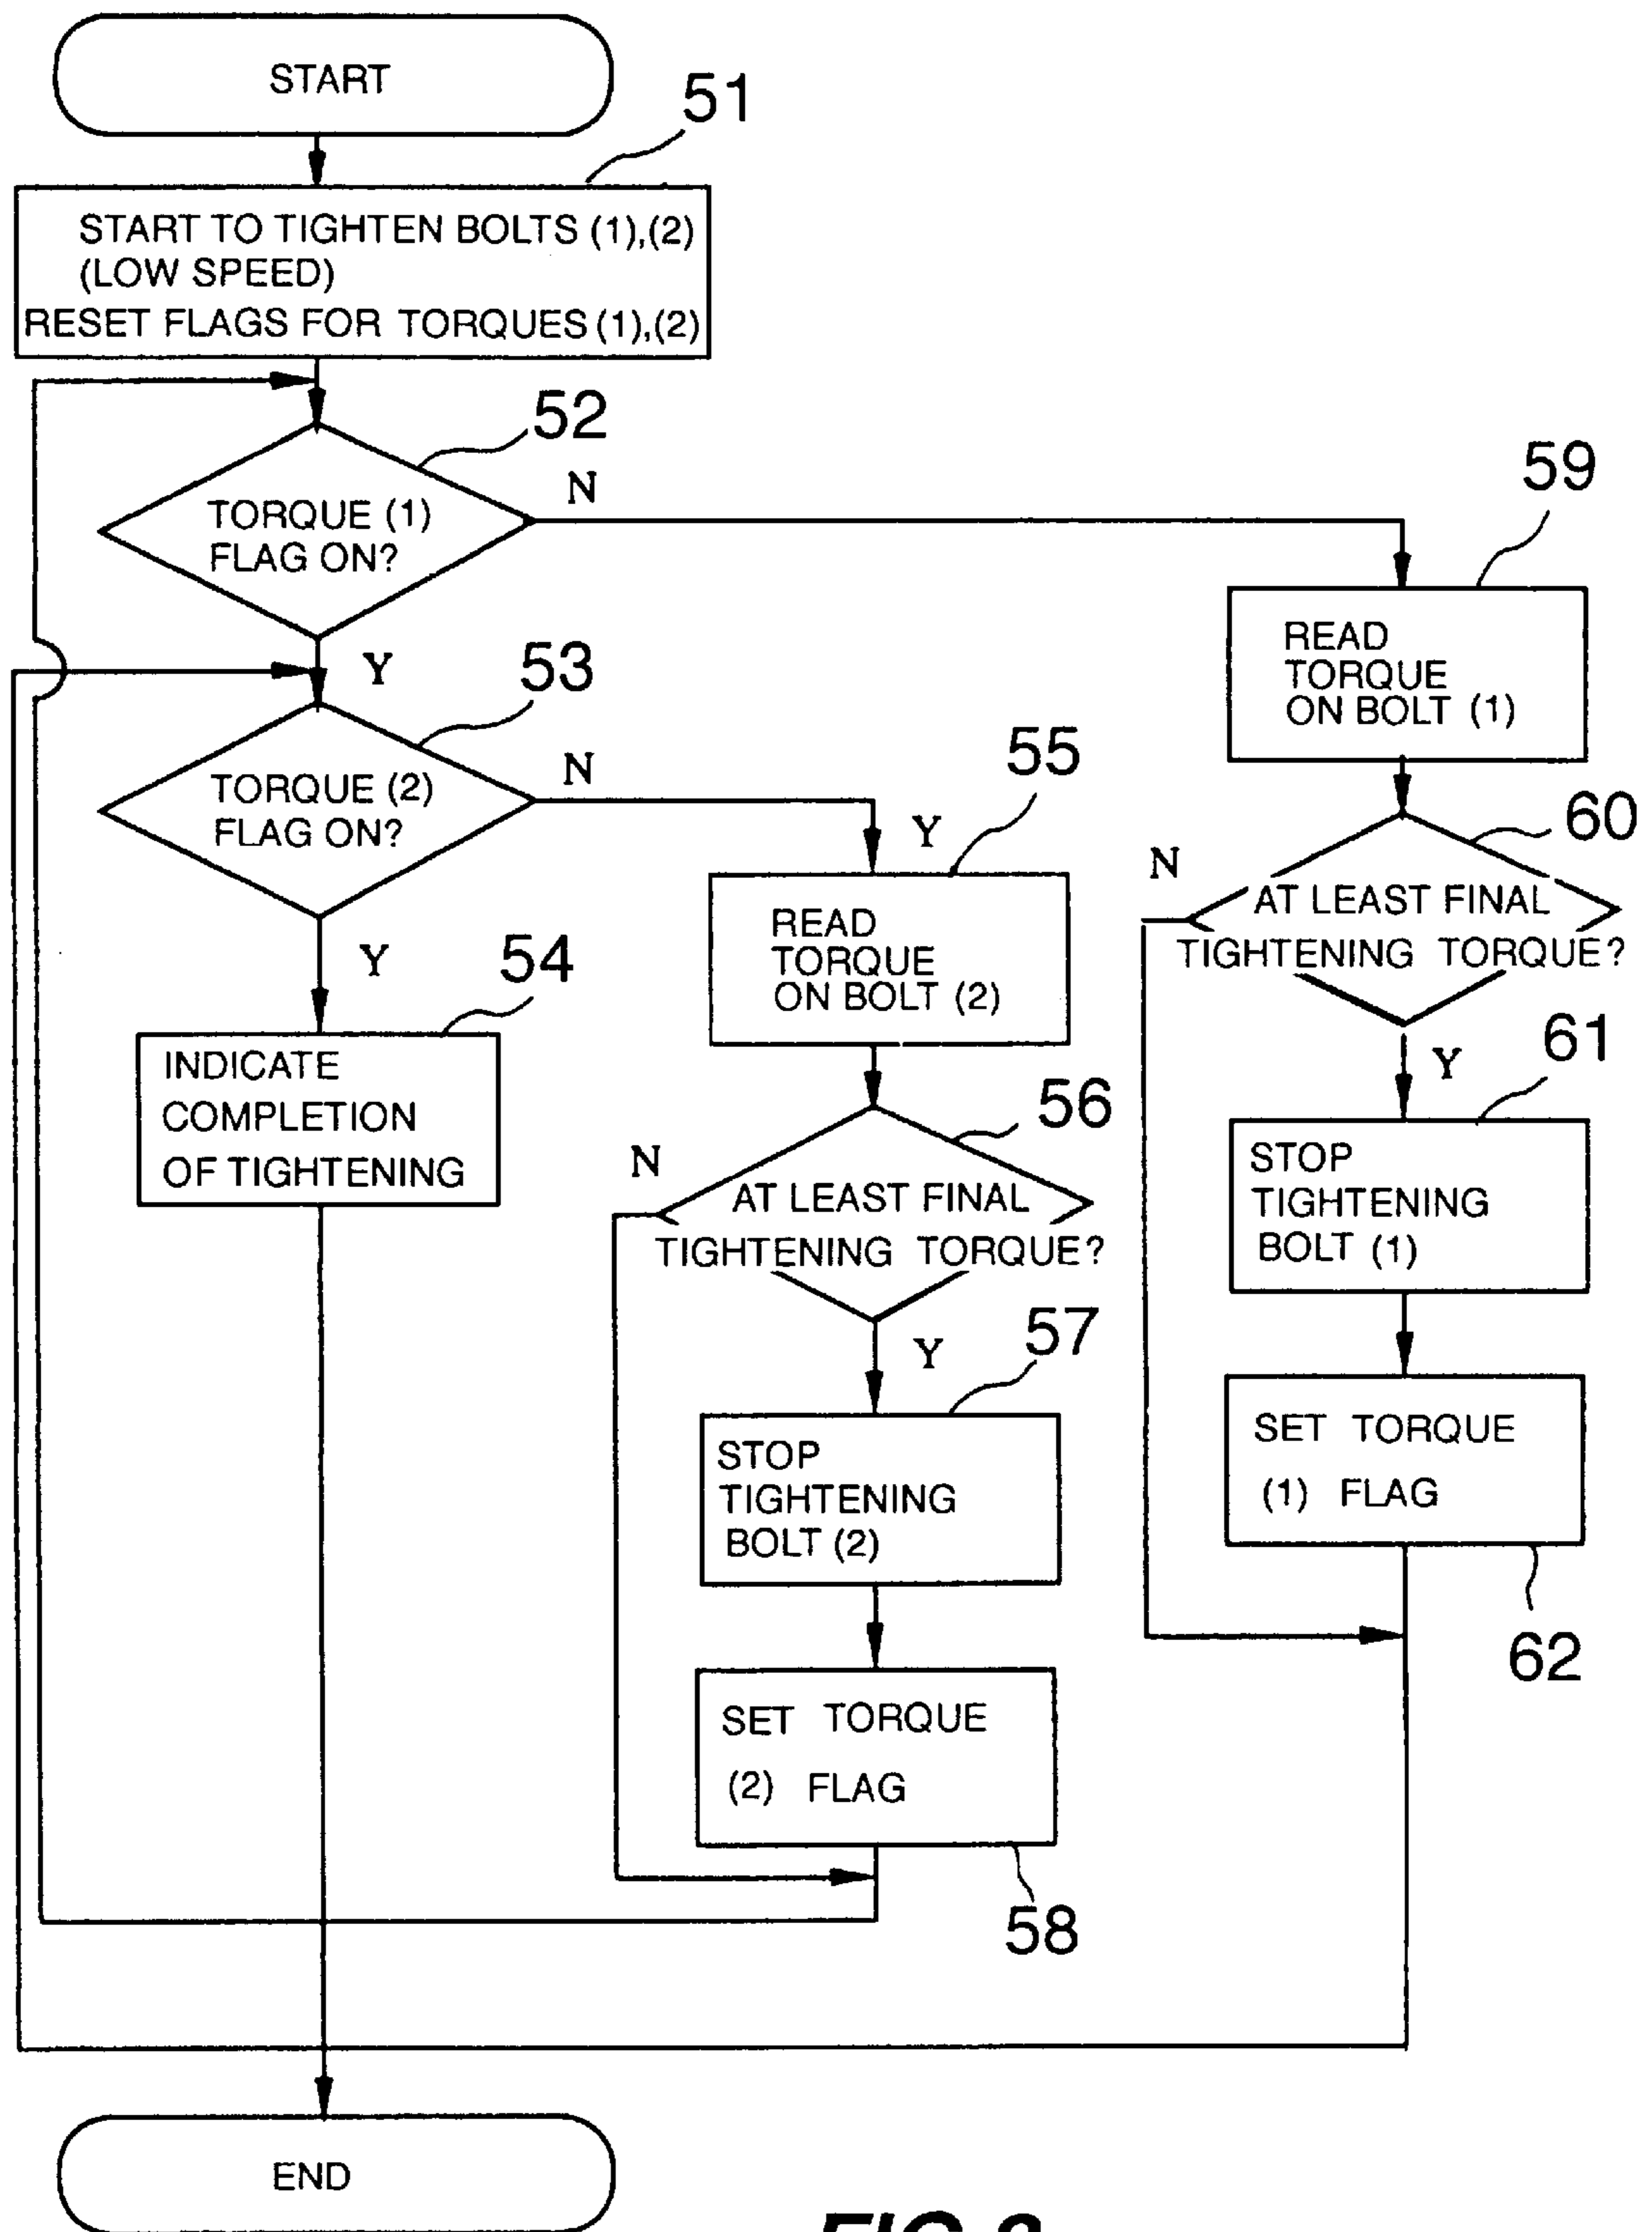 START
51
START TO TIGHTEN BOLTS (1),(2)
(LOW SPEED)
RESET FLAGS FOR TORQUES (1),(2)
52
TORQUE (1)
FLAG ON?
N
Y
59
READ
TORQUE
ON BOLT (1)
53
TORQUE (2)
FLAG ON?
N
Y
54
INDICATE
COMPLETION
OF TIGHTENING
55
Y
READ
TORQUE
ON BOLT (2)
60
N
AT LEAST FINAL
TIGHTENING TORQUE?
Y
56
N
AT LEAST FINAL
TIGHTENING TORQUE?
Y
61
STOP
TIGHTENING
BOLT (1)
57
STOP
TIGHTENING
BOLT (2)
SET TORQUE
(1) FLAG
62
SET TORQUE
(2) FLAG
58
END